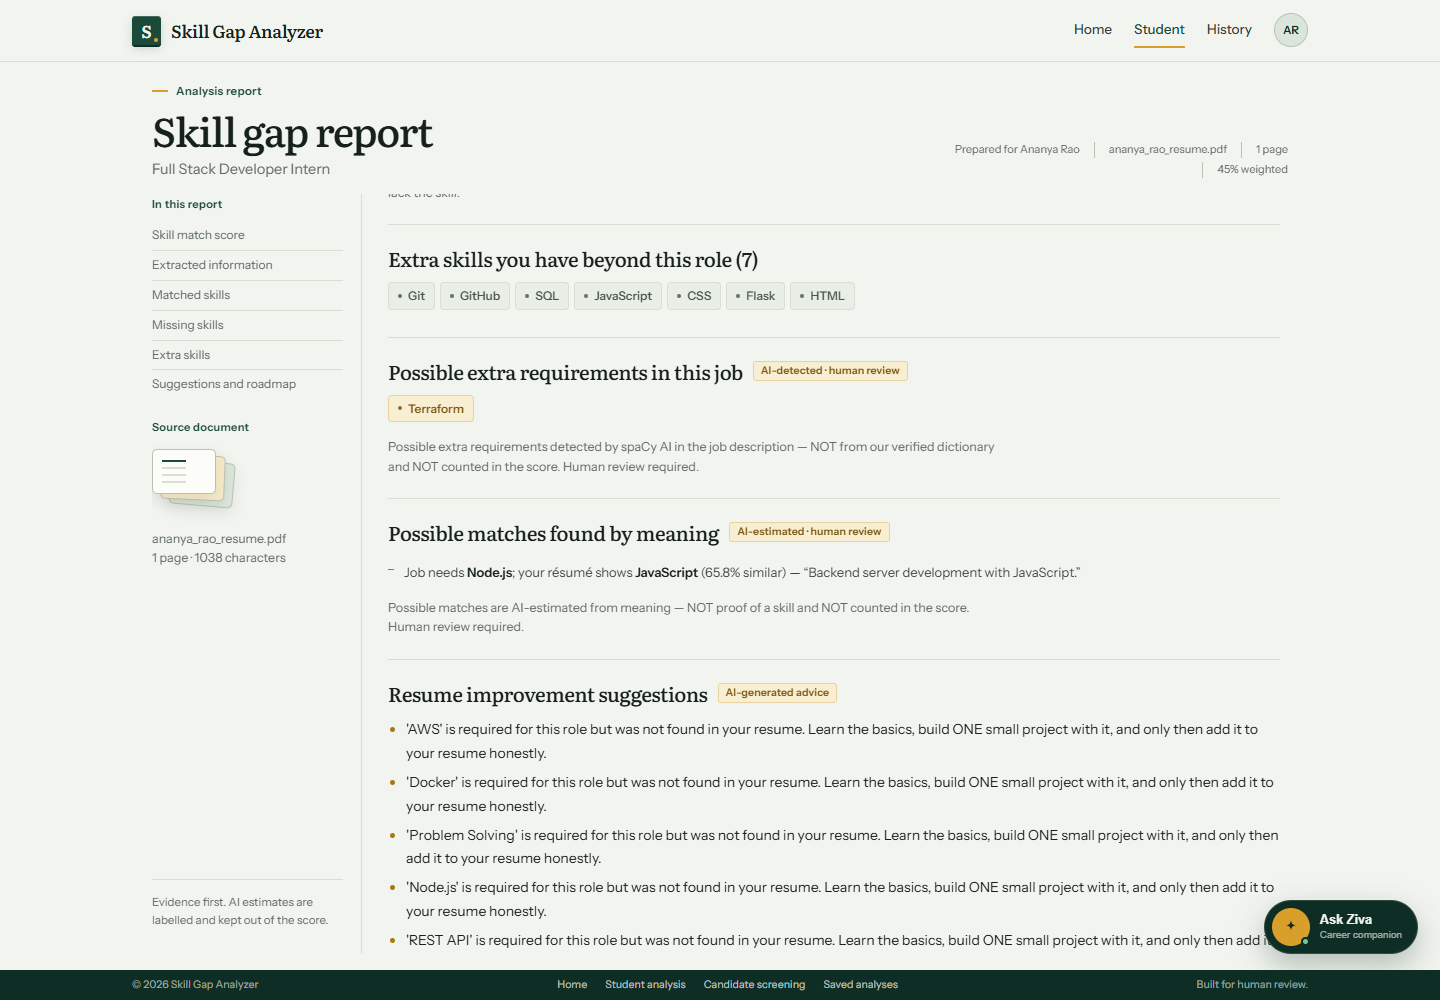 S.
Skill Gap Analyzer
Home
Student
History
AR
Analysis report
Skill gap report
Full Stack Developer Intern
Prepared for Ananya Rao
ananya_rao_resume.pdf
1 page
45% weighted
In this report
Skill match score
Extracted information
Matched skills
Missing skills
Extra skills
Suggestions and roadmap
Source document
ananya_rao_resume.pdf
1 page · 1038 characters
Evidence first. AI estimates are
labelled and kept out of the score.
lack the skill.
Extra skills you have beyond this role (7)
• Git
• GitHub
• SQL
• JavaScript
• CSS
• Flask
• HTML
Possible extra requirements in this job
AI-detected · human review
• Terraform
Possible extra requirements detected by spaCy AI in the job description — NOT from our verified dictionary
and NOT counted in the score. Human review required.
Possible matches found by meaning
AI-estimated · human review
– Job needs Node.js; your résumé shows JavaScript (65.8% similar) — “Backend server development with JavaScript.”
Possible matches are AI-estimated from meaning — NOT proof of a skill and NOT counted in the score.
Human review required.
Resume improvement suggestions
AI-generated advice
• 'AWS' is required for this role but was not found in your resume. Learn the basics, build ONE small project with it, and only then add it to
your resume honestly.
• 'Docker' is required for this role but was not found in your resume. Learn the basics, build ONE small project with it, and only then add it to
your resume honestly.
• 'Problem Solving' is required for this role but was not found in your resume. Learn the basics, build ONE small project with it, and only then
add it to your resume honestly.
• 'Node.js' is required for this role but was not found in your resume. Learn the basics, build ONE small project with it, and only then add it to
your resume honestly.
• 'REST API' is required for this role but was not found in your resume. Learn the basics, build ONE small project with it, and only then add
Ask Ziva
Career companion
© 2026 Skill Gap Analyzer
Home
Student analysis
Candidate screening
Saved analyses
Built for human review.